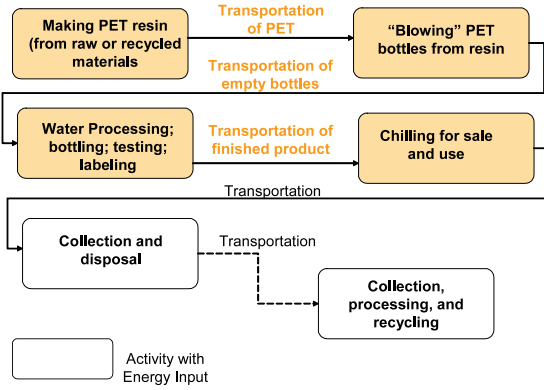 Making PET resin
(from raw or recycled
materials
Transportation
of PET
“Blowing” PET
bottles from resin
Transportation of
empty bottles
Water Processing;
bottling; testing;
labeling
Transportation of
finished product
Chilling for sale
and use
Transportation
Collection and
disposal
Transportation
Collection,
processing, and
recycling
Activity with
Energy Input